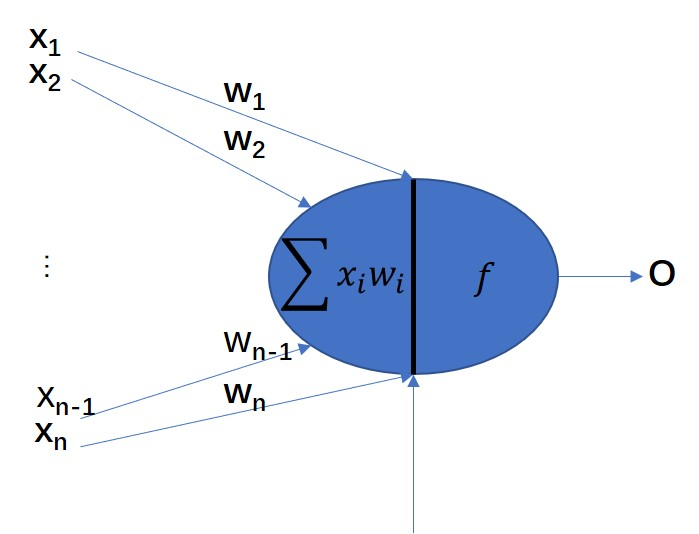 x₁
x₂
w₁
w₂
⋮
∑ xᵢwᵢ
f
O
wₙ₋₁
xₙ₋₁
wₙ
xₙ